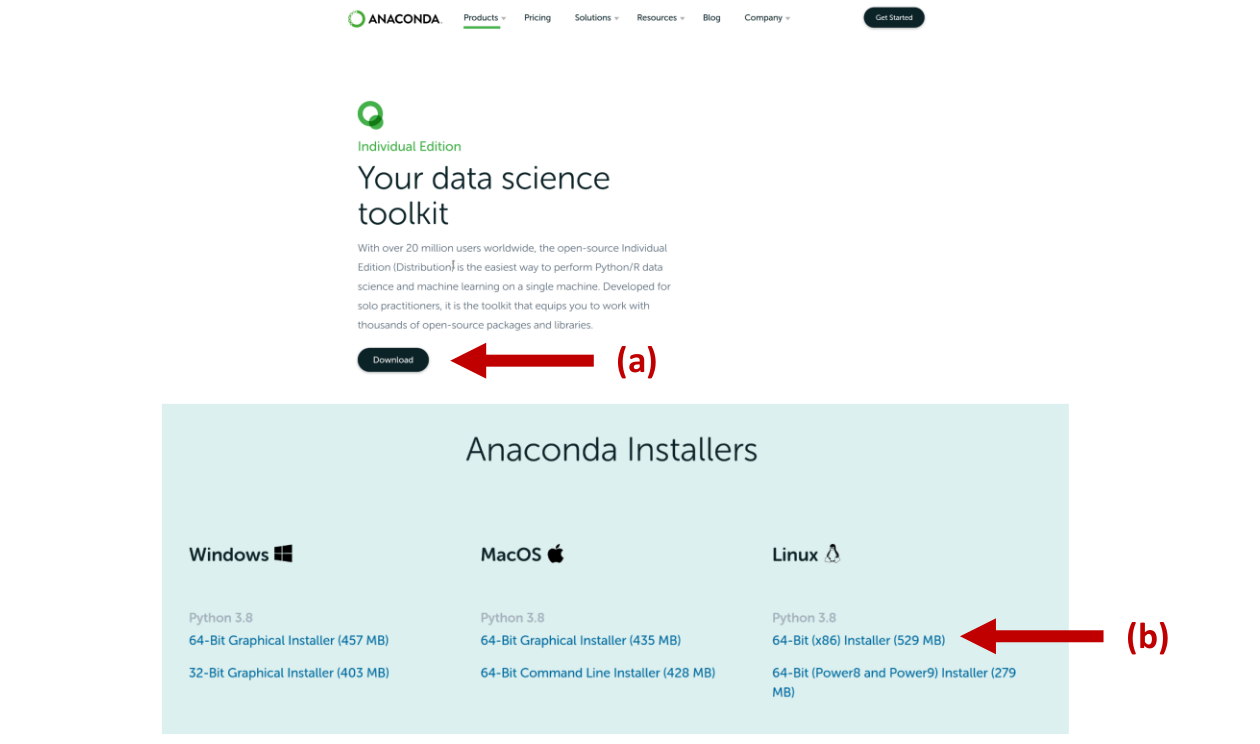 ANACONDA. Products Pricing Solutions Resources Blog Company Get Started
Individual Edition
Your data science
toolkit
With over 20 million users worldwide, the open-source Individual
Edition (Distribution) is the easiest way to perform Python/R data
science and machine learning on a single machine. Developed for
solo practitioners, it is the toolkit that equips you to work with
thousands of open-source packages and libraries.
Download (a)
Anaconda Installers
Windows MacOS Linux
Python 3.8 Python 3.8 Python 3.8
64-Bit Graphical Installer (457 MB) 64-Bit Graphical Installer (435 MB) 64-Bit (x86) Installer (529 MB) (b)
32-Bit Graphical Installer (403 MB) 64-Bit Command Line Installer (428 MB) 64-Bit (Power8 and Power9) Installer (279
MB)